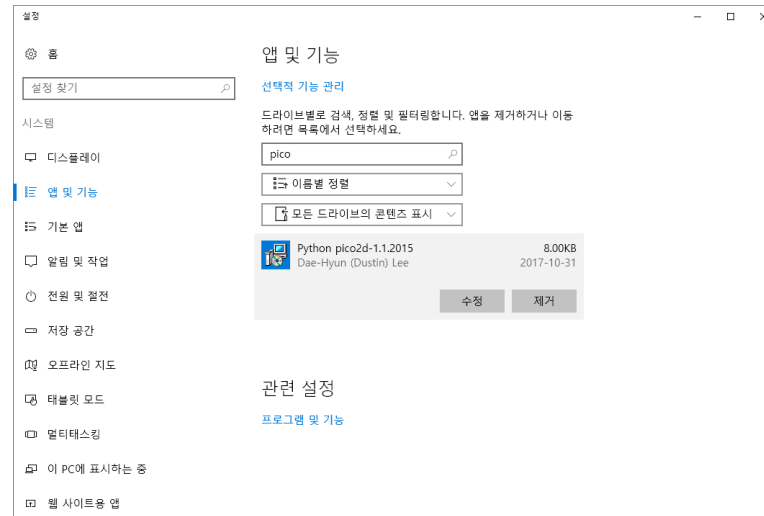 설정
홈
설정 찾기
시스템
디스플레이
앱 및 기능
기본 앱
알림 및 작업
전원 및 절전
저장 공간
오프라인 지도
태블릿 모드
멀티태스킹
이 PC에 표시하는 중
웹 사이트용 앱
앱 및 기능
선택적 기능 관리
드라이브별로 검색, 정렬 및 필터링합니다. 앱을 제거하거나 이동
하려면 목록에서 선택하세요.
pico
이름별 정렬
모든 드라이브의 콘텐츠 표시
Python pico2d-1.1.2015 8.00KB
Dae-Hyun (Dustin) Lee 2017-10-31
수정 제거
관련 설정
프로그램 및 기능